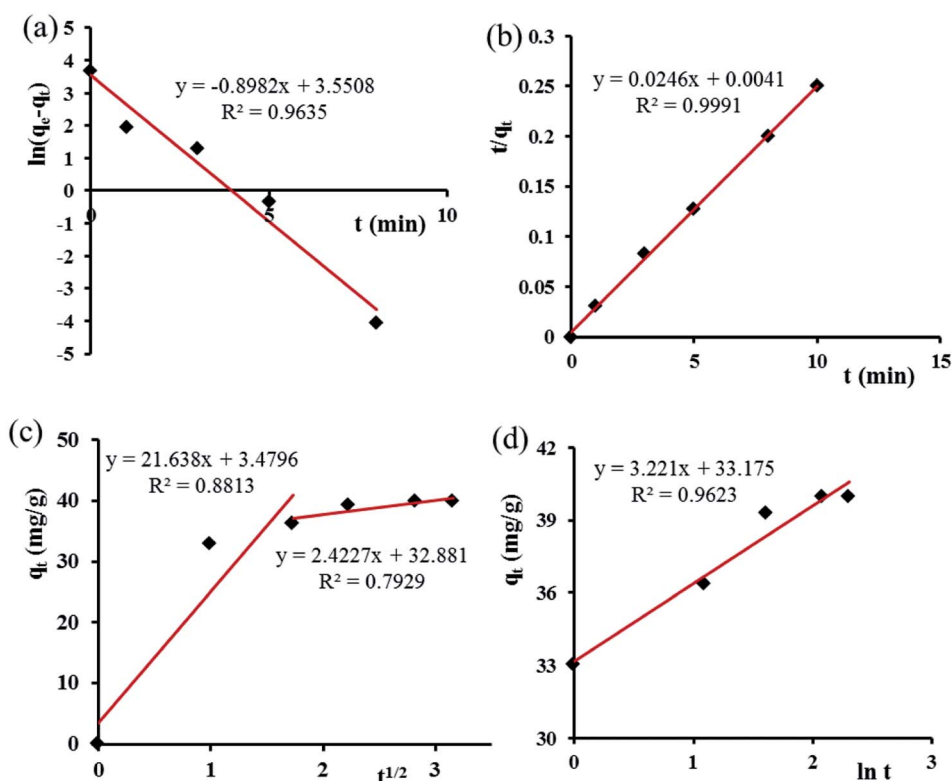 (a)
ln(qe-qt)
5
4
3
2
1
0
-1
-2
-3
-4
-5
y = -0.8982x + 3.5508
R² = 0.9635
0
5
10
t (min)
(b)
t/qt
0.3
0.25
0.2
0.15
0.1
0.05
0
y = 0.0246x + 0.0041
R² = 0.9991
0
5
10
15
t (min)
(c)
qt (mg/g)
50
40
30
20
10
0
y = 21.638x + 3.4796
R² = 0.8813
y = 2.4227x + 32.881
R² = 0.7929
0
1
2
3
t1/2
(d)
qt (mg/g)
42
39
36
33
30
y = 3.221x + 33.175
R² = 0.9623
0
1
2
3
ln t